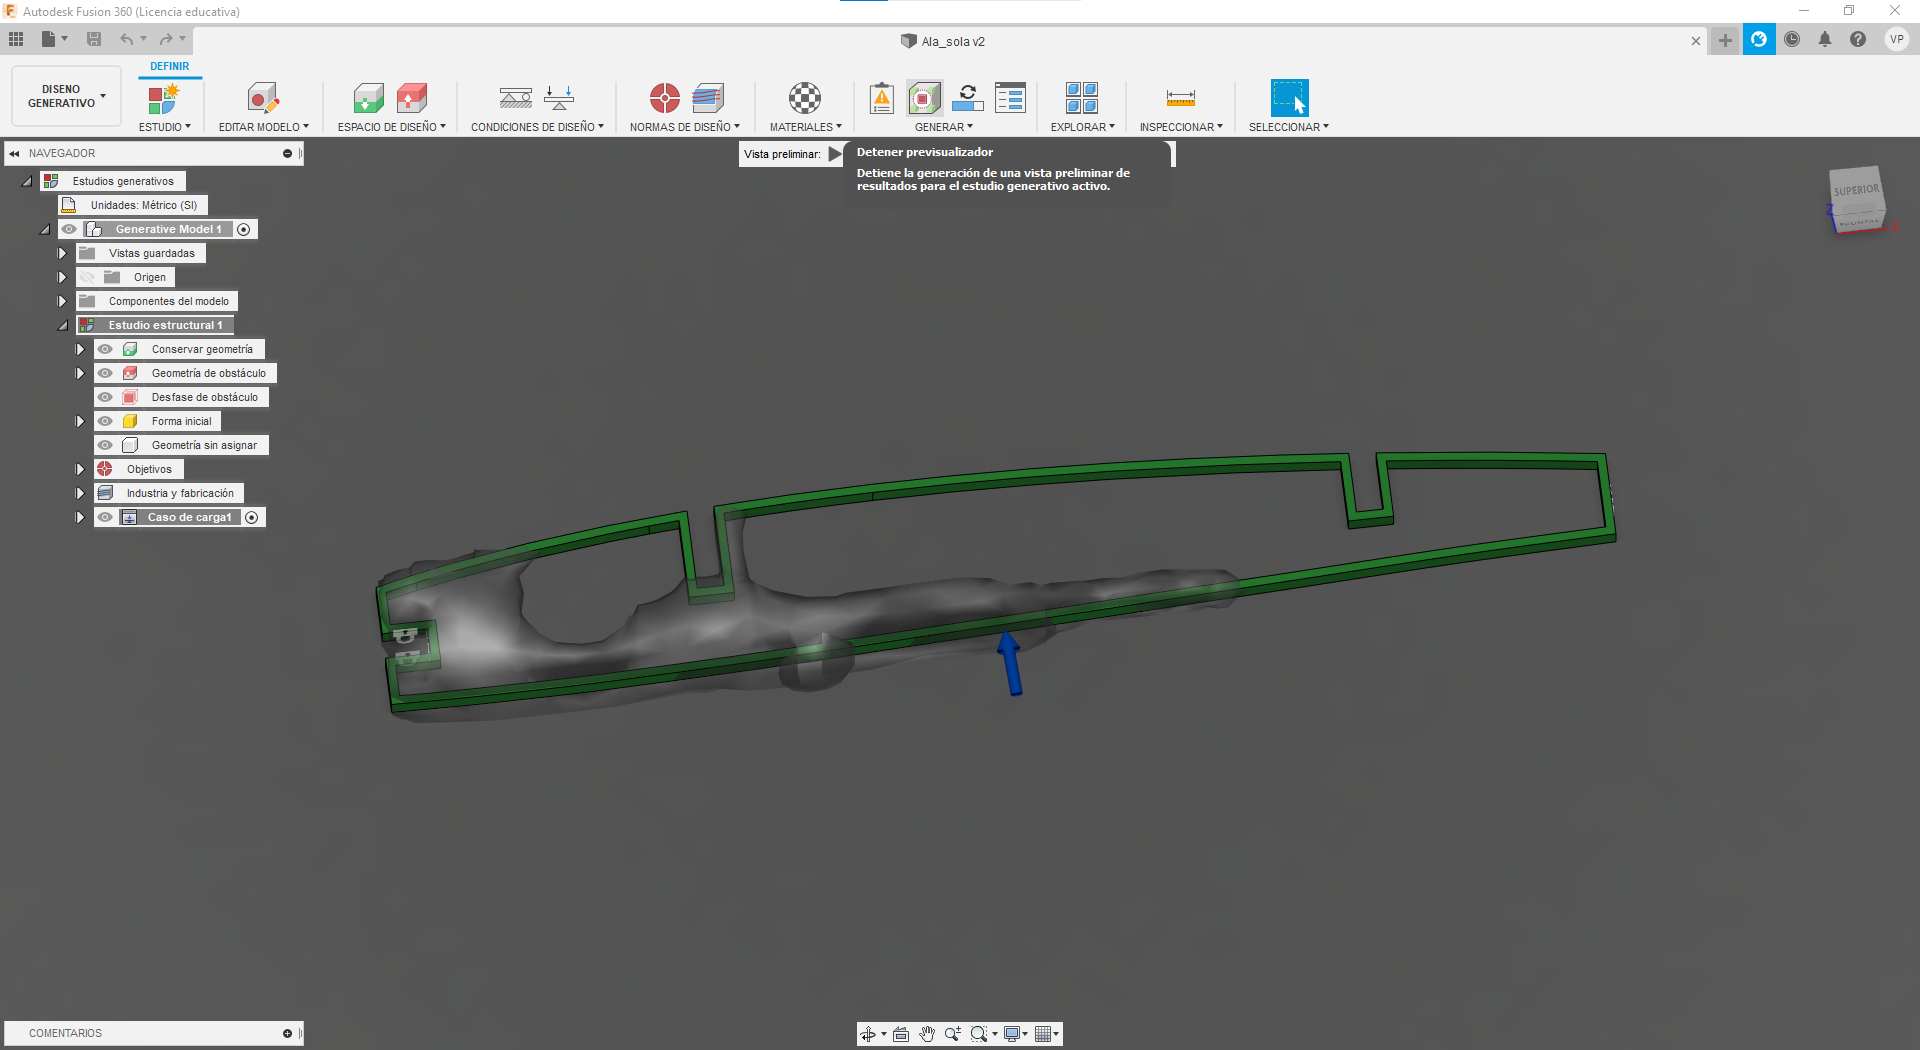 Autodesk Fusion 360 (Licencia educativa)
Ala_sola v2
VP
DISENO
GENERATIVO
DEFINIR
ESTUDIO
EDITAR MODELO
ESPACIO DE DISEÑO
CONDICIONES DE DISEÑO
NORMAS DE DISEÑO
MATERIALES
GENERAR
EXPLORAR
INSPECCIONAR
SELECCIONAR
NAVEGADOR
Estudios generativos
Unidades: Métrico (SI)
Generative Model 1
Vistas guardadas
Origen
Componentes del modelo
Estudio estructural 1
Conservar geometría
Geometría de obstáculo
Desfase de obstáculo
Forma inicial
Geometría sin asignar
Objetivos
Industria y fabricación
Caso de carga1
Vista preliminar:
Detener previsualizador
Detiene la generación de una vista preliminar de
resultados para el estudio generativo activo.
SUPERIOR
FRONTAL
Z
X
COMENTARIOS